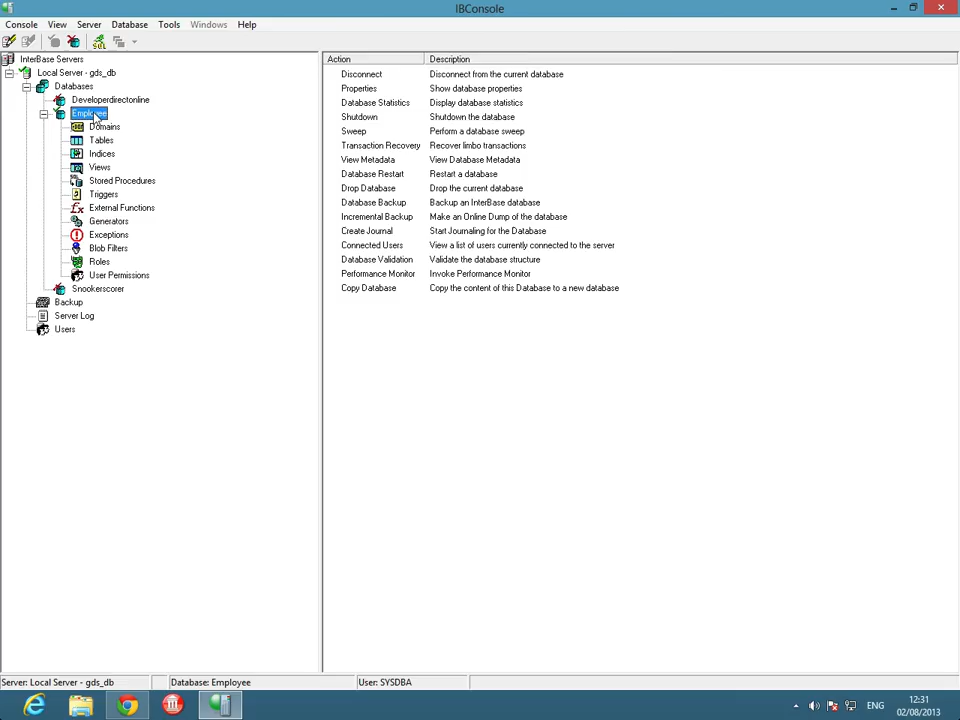 IBConsole
Console View Server Database Tools Windows Help
InterBase Servers
Local Server - gds_db
Databases
Developerdirectonline
Employee
Domains
Tables
Indices
Views
Stored Procedures
Triggers
External Functions
Generators
Exceptions
Blob Filters
Roles
User Permissions
Snookerscorer
Backup
Server Log
Users
Action Description
Disconnect Disconnect from the current database
Properties Show database properties
Database Statistics Display database statistics
Shutdown Shutdown the database
Sweep Perform a database sweep
Transaction Recovery Recover limbo transactions
View Metadata View Database Metadata
Database Restart Restart a database
Drop Database Drop the current database
Database Backup Backup an InterBase database
Incremental Backup Make an Online Dump of the database
Create Journal Start Journaling for the Database
Connected Users View a list of users currently connected to the server
Database Validation Validate the database structure
Performance Monitor Invoke Performance Monitor
Copy Database Copy the content of this Database to a new database
Server: Local Server - gds_db Database: Employee User: SYSDBA
ENG
12:31
02/08/2013